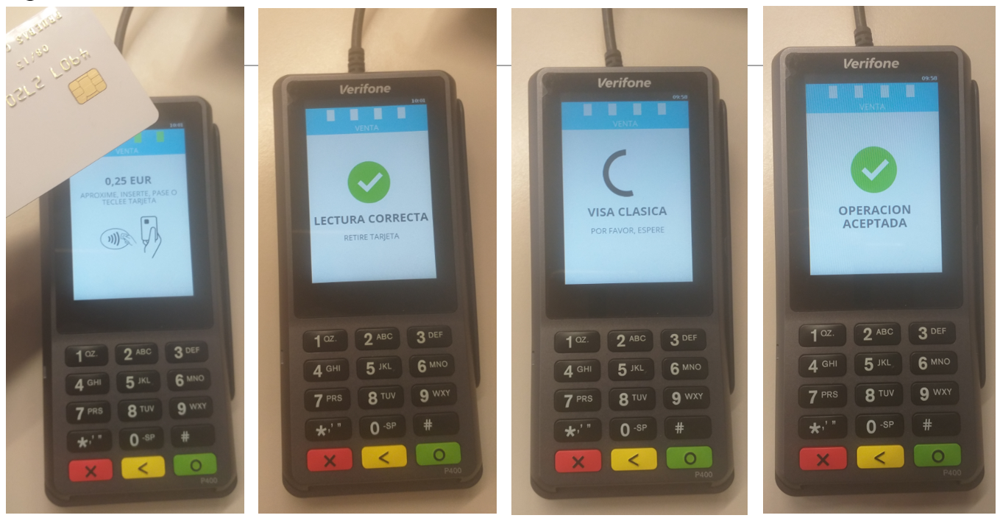 PRUEBAS
08/15
4907 2720
10:01
VENTA
0,25 EUR
APROXIME, INSERTE, PASE O
TECLEE TARJETA
1 QZ.
2 ABC
3 DEF
4 GHI
5 JKL
6 MNO
7 PRS
8 TUV
9 WXY
*,' "
0 -SP
#
X
<
O
P400
Verifone
10:01
VENTA
LECTURA CORRECTA
RETIRE TARJETA
1 QZ.
2 ABC
3 DEF
4 GHI
5 JKL
6 MNO
7 PRS
8 TUV
9 WXY
*,' "
0 -SP
#
X
<
O
P400
Verifone
09:50
VENTA
VISA CLASICA
POR FAVOR, ESPERE
1 QZ.
2 ABC
3 DEF
4 GHI
5 JKL
6 MNO
7 PRS
8 TUV
9 WXY
*,' "
0 -SP
#
X
<
O
P400
Verifone
09:50
VENTA
OPERACION
ACEPTADA
1 QZ.
2 ABC
3 DEF
4 GHI
5 JKL
6 MNO
7 PRS
8 TUV
9 WXY
*,' "
0 -SP
#
X
<
O
P400